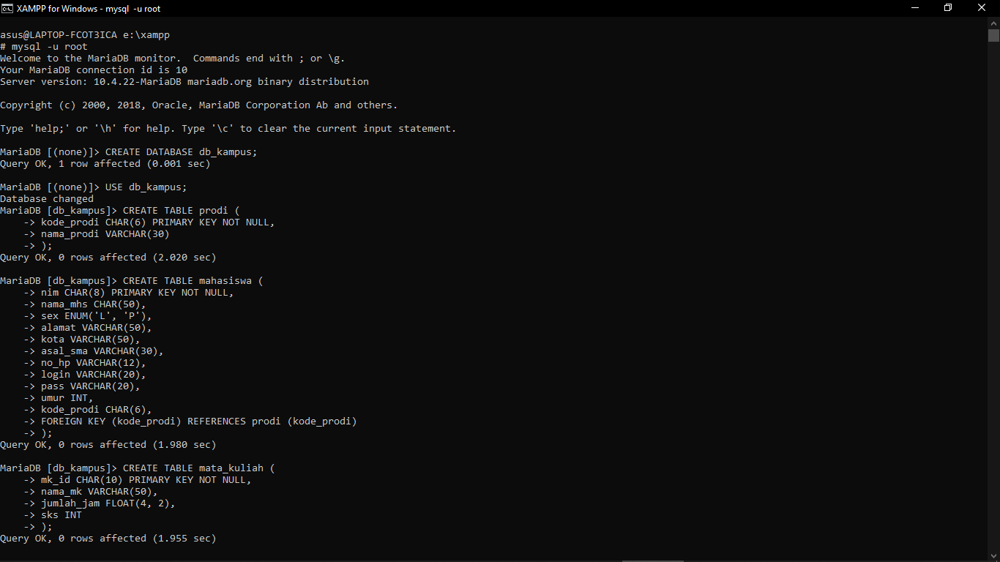 XAMPP for Windows - mysql  -u root
asus@LAPTOP-FCOT3ICA e:\xampp
# mysql -u root
Welcome to the MariaDB monitor.  Commands end with ; or \g.
Your MariaDB connection id is 10
Server version: 10.4.22-MariaDB mariadb.org binary distribution
Copyright (c) 2000, 2018, Oracle, MariaDB Corporation Ab and others.
Type 'help;' or '\h' for help. Type '\c' to clear the current input statement.
MariaDB [(none)]> CREATE DATABASE db_kampus;
Query OK, 1 row affected (0.001 sec)
MariaDB [(none)]> USE db_kampus;
Database changed
MariaDB [db_kampus]> CREATE TABLE prodi (
    -> kode_prodi CHAR(6) PRIMARY KEY NOT NULL,
    -> nama_prodi VARCHAR(30)
    -> );
Query OK, 0 rows affected (2.020 sec)
MariaDB [db_kampus]> CREATE TABLE mahasiswa (
    -> nim CHAR(8) PRIMARY KEY NOT NULL,
    -> nama_mhs CHAR(50),
    -> sex ENUM('L', 'P'),
    -> alamat VARCHAR(50),
    -> kota VARCHAR(50),
    -> asal_sma VARCHAR(30),
    -> no_hp VARCHAR(12),
    -> login VARCHAR(20),
    -> pass VARCHAR(20),
    -> umur INT,
    -> kode_prodi CHAR(6),
    -> FOREIGN KEY (kode_prodi) REFERENCES prodi (kode_prodi)
    -> );
Query OK, 0 rows affected (1.980 sec)
MariaDB [db_kampus]> CREATE TABLE mata_kuliah (
    -> mk_id CHAR(10) PRIMARY KEY NOT NULL,
    -> nama_mk VARCHAR(50),
    -> jumlah_jam FLOAT(4, 2),
    -> sks INT
    -> );
Query OK, 0 rows affected (1.955 sec)